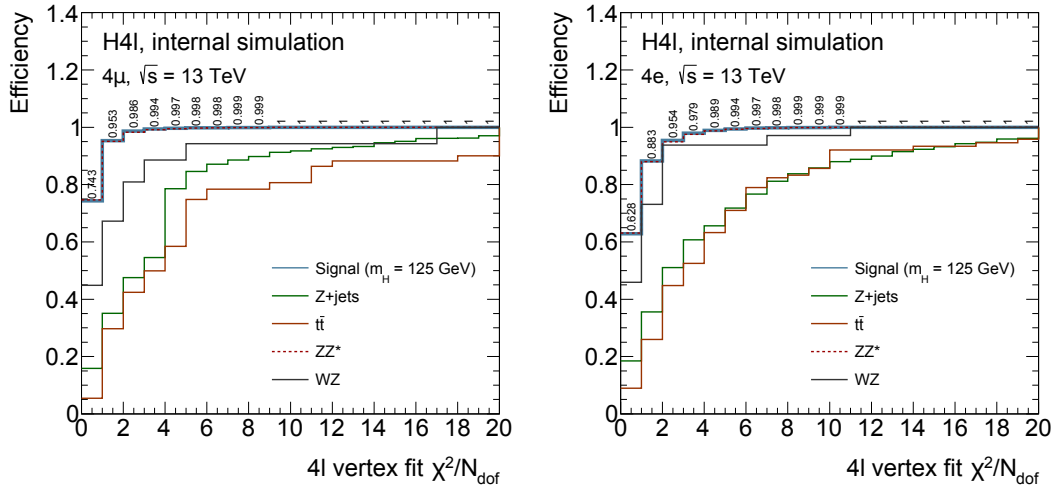 Efficiency
1.4
1.2
1
0.8
0.6
0.4
0.2
0
H4l, internal simulation
4μ, √s = 13 TeV
0.743
0.953
0.986
0.994
0.997
0.998
0.998
0.999
0.999
1
1
1
1
1
1
1
1
1
1
1
Signal (m_H = 125 GeV)
Z+jets
tt̄
ZZ*
WZ
0 2 4 6 8 10 12 14 16 18 20
4l vertex fit χ²/N_dof
Efficiency
1.4
1.2
1
0.8
0.6
0.4
0.2
0
H4l, internal simulation
4e, √s = 13 TeV
0.628
0.883
0.954
0.979
0.989
0.994
0.997
0.998
0.999
0.999
0.999
1
1
1
1
1
1
1
1
1
Signal (m_H = 125 GeV)
Z+jets
tt̄
ZZ*
WZ
0 2 4 6 8 10 12 14 16 18 20
4l vertex fit χ²/N_dof